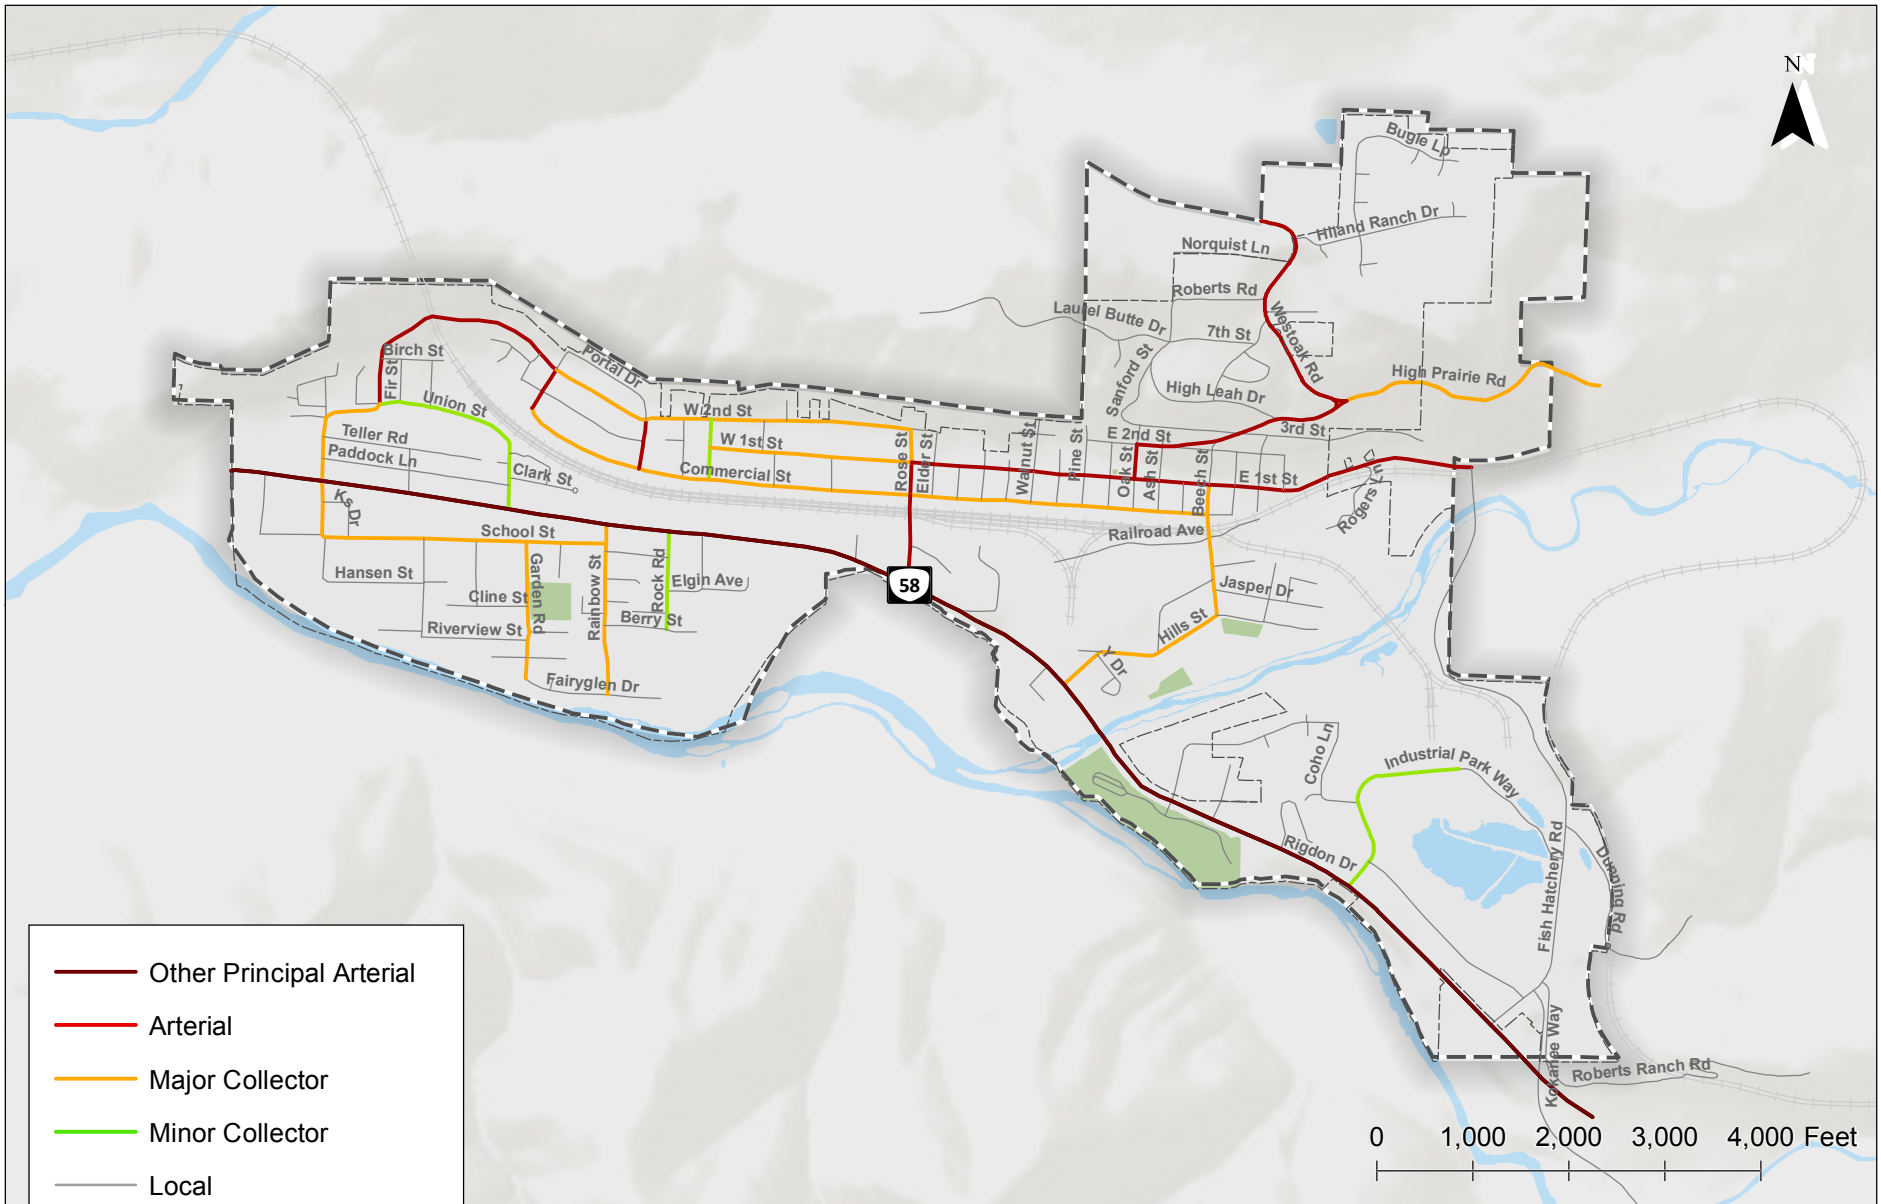 N
Bugle Lp
Hiland Ranch Dr
Norquist Ln
Roberts Rd
Laurel Butte Dr
7th St
Westoak Rd
Sanford St
High Leah Dr
High Prairie Rd
3rd St
Birch St
Fir St
Portal Dr
Union St
Teller Rd
Paddock Ln
Clark St
Ks Dr
W 2nd St
W 1st St
Commercial St
Rose St
Elder St
Walnut St
Pine St
E 2nd St
Oak St
Ash St
Beech St
E 1st St
Rogers Ln
Railroad Ave
School St
Hansen St
Garden Rd
Cline St
Riverview St
Rainbow St
Rock Rd
Elgin Ave
Berry St
Fairyglen Dr
58
Jasper Dr
Hills St
Y Dr
Coho Ln
Industrial Park Way
Rigdon Dr
Fish Hatchery Rd
Dunning Rd
Kokanee Way
Roberts Ranch Rd
Other Principal Arterial
Arterial
Major Collector
Minor Collector
Local
0 1,000 2,000 3,000 4,000 Feet